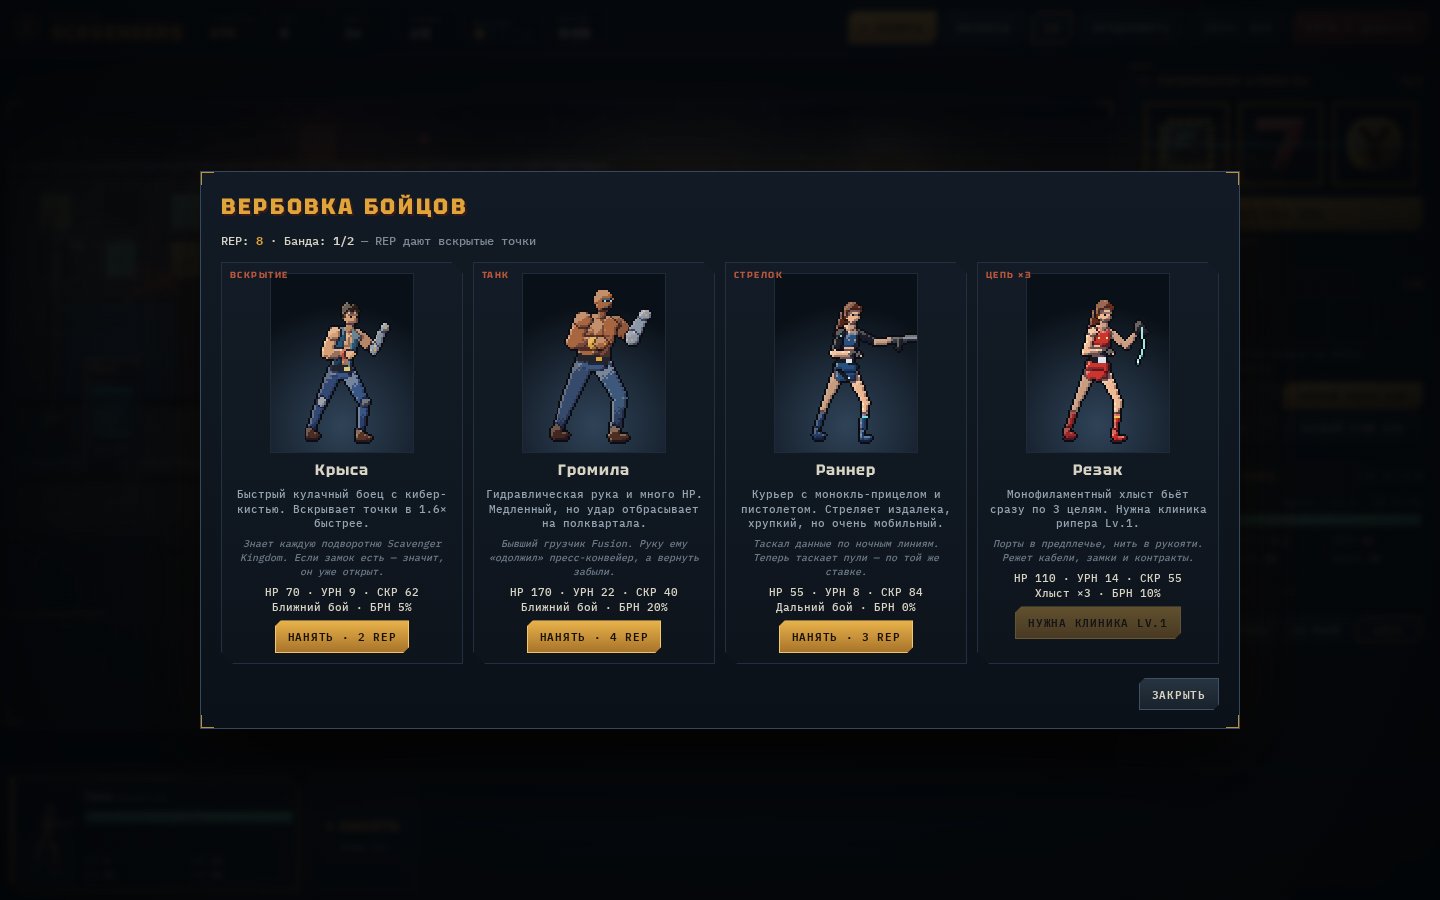 ВЕРБОВКА БОЙЦОВ
REP: 8 · Банда: 1/2 — REP дают вскрытые точки
ВСКРЫТИЕ
Крыса
Быстрый кулачный боец с кибер-
кистью. Вскрывает точки в 1.6×
быстрее.
Знает каждую подворотню Scavenger
Kingdom. Если замок есть — значит,
он уже открыт.
HP 70 · УРН 9 · СКР 62
Ближний бой · БРН 5%
НАНЯТЬ · 2 REP
ТАНК
Громила
Гидравлическая рука и много HP.
Медленный, но удар отбрасывает
на полквартала.
Бывший грузчик Fusion. Руку ему
«одолжил» пресс-конвейер, а вернуть
забыли.
HP 170 · УРН 22 · СКР 40
Ближний бой · БРН 20%
НАНЯТЬ · 4 REP
СТРЕЛОК
Раннер
Курьер с монокль-прицелом и
пистолетом. Стреляет издалека,
хрупкий, но очень мобильный.
Таскал данные по ночным линиям.
Теперь таскает пули — по той же
ставке.
HP 55 · УРН 8 · СКР 84
Дальний бой · БРН 0%
НАНЯТЬ · 3 REP
ЦЕПЬ ×3
Резак
Монофиламентный хлыст бьёт
сразу по 3 целям. Нужна клиника
рипера Lv.1.
Порты в предплечье, нить в рукояти.
Режет кабели, замки и контракты.
HP 110 · УРН 14 · СКР 55
Хлыст ×3 · БРН 10%
НУЖНА КЛИНИКА LV.1
ЗАКРЫТЬ